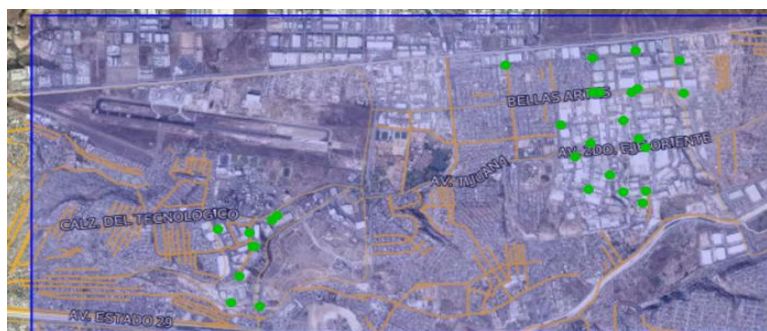 BELLAS ARTES
AV. 2DO. EJE ORIENTE
AV. TIJUANA
CALZ. DEL TECNOLOGICO
AV. ESTADO 29